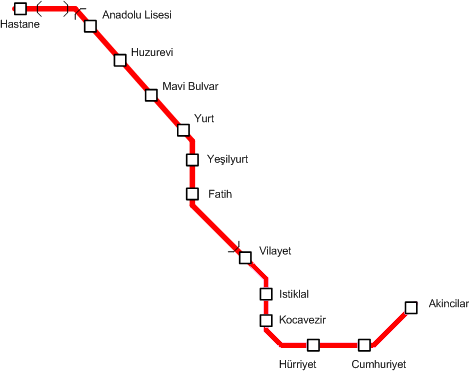 Hastane
Anadolu Lisesi
Huzurevi
Mavi Bulvar
Yurt
Yeşilyurt
Fatih
Vilayet
Istiklal
Kocavezir
Hürriyet
Cumhuriyet
Akincilar